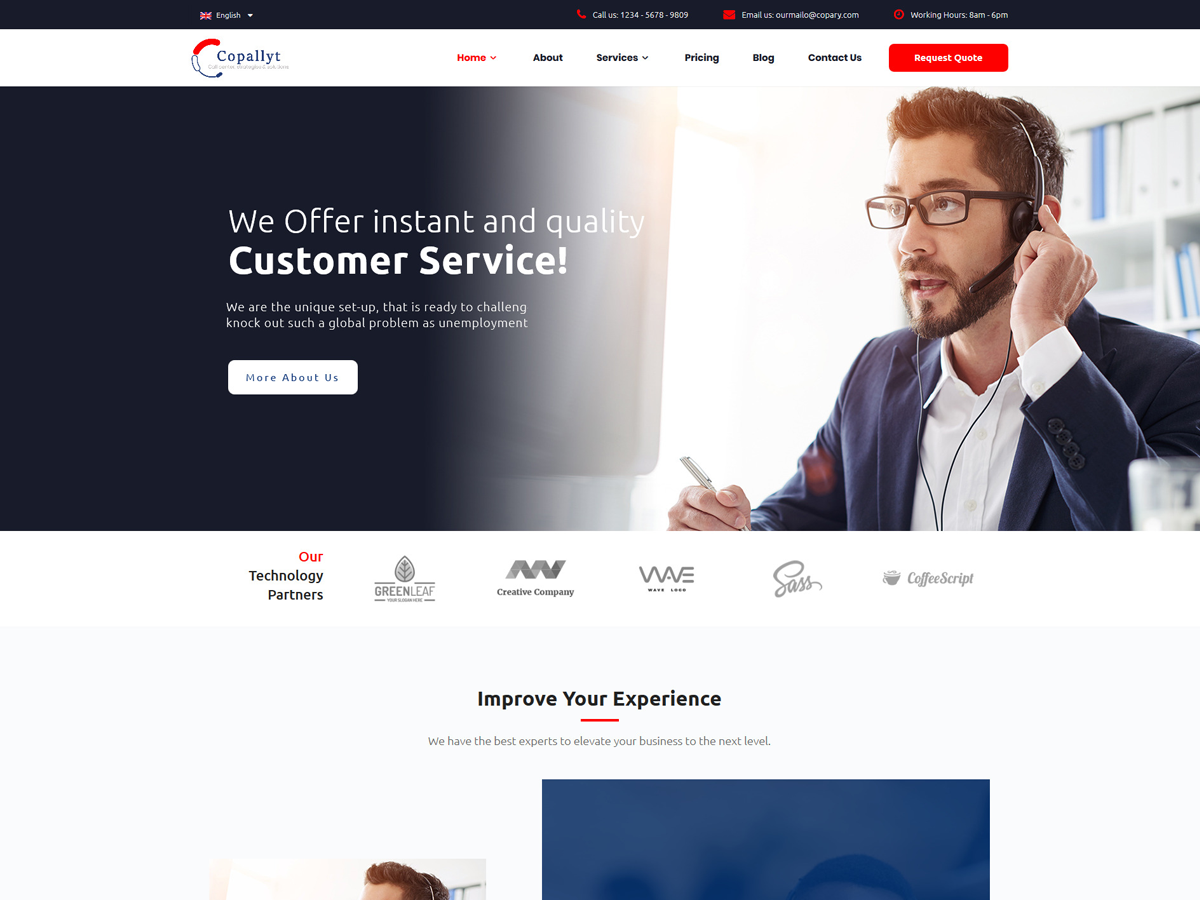 English
Call us: 1234 - 5678 - 9809
Email us: ourmailo@copary.com
Working Hours: 8am - 6pm
Copallyt
Home
About
Services
Pricing
Blog
Contact Us
Request Quote
We Offer instant and quality
Customer Service!
We are the unique set-up, that is ready to challeng
knock out such a global problem as unemployment
More About Us
Our
Technology
Partners
GREENLEAF
YOUR SLOGAN HERE
Creative Company
WAVE
WAVE LOGO
Sass
CoffeeScript
Improve Your Experience
We have the best experts to elevate your business to the next level.